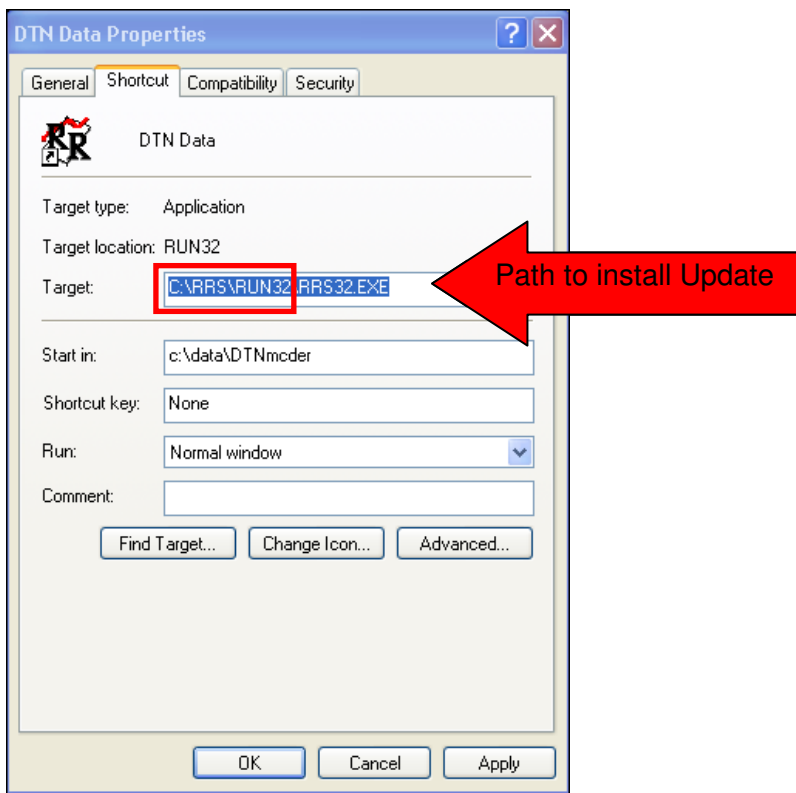 DTN Data Properties
General Shortcut Compatibility Security
RR
DTN Data
Target type: Application
Target location: RUN32
Target: C:\RRS\RUN32\RRS32.EXE
Path to install Update
Start in: c:\data\DTNmcder
Shortcut key: None
Run: Normal window
Comment:
Find Target... Change Icon... Advanced...
OK Cancel Apply